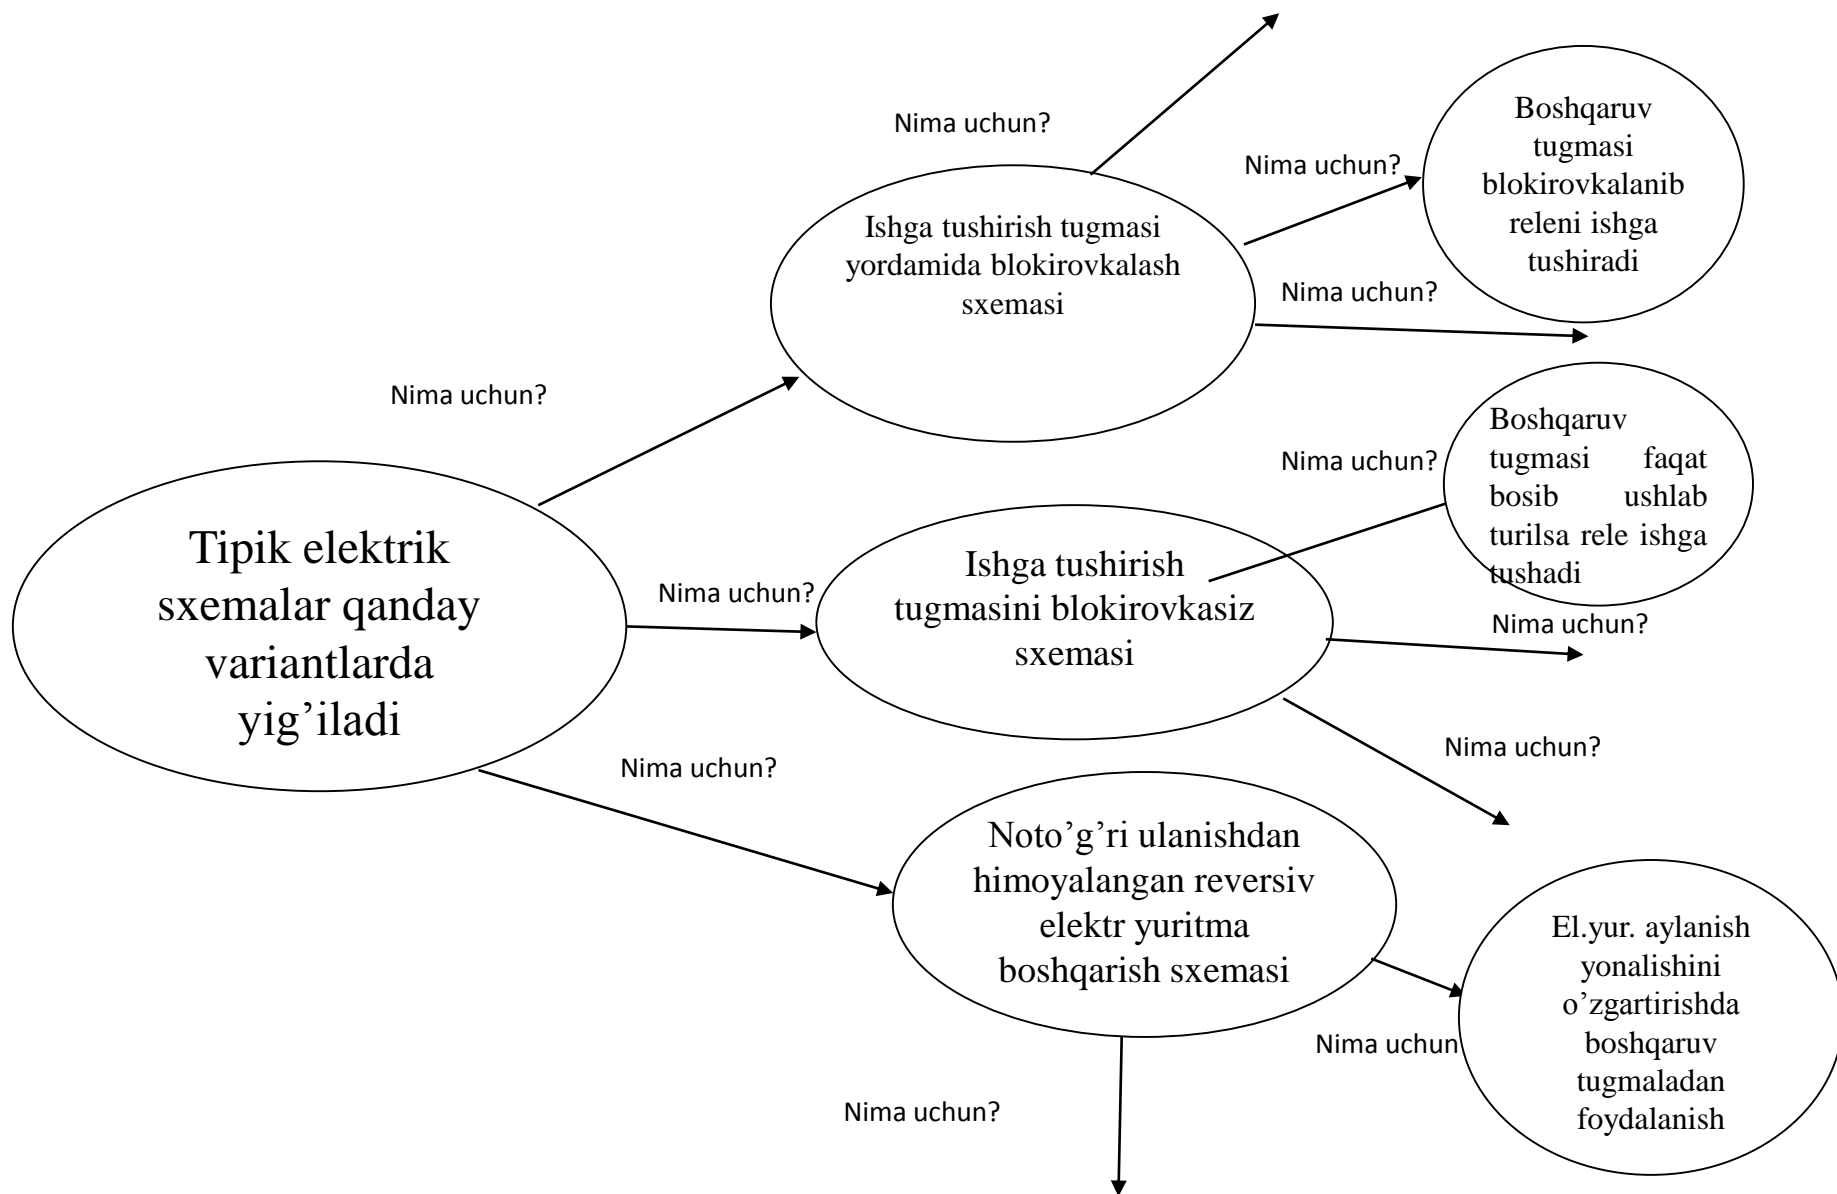 Nima uchun?
Boshqaruv
tugmasi
blokirovkalanib
releni ishga
tushiradi
Nima uchun?
Ishga tushirish tugmasi
yordamida blokirovkalash
sxemasi
Nima uchun?
Nima uchun?
Boshqaruv
tugmasi faqat
bosib ushlab
turilsa rele ishga
tushadi
Nima uchun?
Tipik elektrik
sxemalar qanday
variantlarda
yig’iladi
Nima uchun?
Ishga tushirish
tugmasini blokirovkasiz
sxemasi
Nima uchun?
Nima uchun?
Nima uchun?
Noto’g’ri ulanishdan
himoyalangan reversiv
elektr yuritma
boshqarish sxemasi
El.yur. aylanish
yonalishini
o’zgartirishda
boshqaruv
tugmaladan
foydalanish
Nima uchun
Nima uchun?